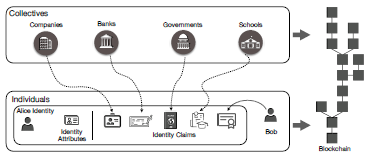 Collectives
Companies
Banks
Governments
Schools
Individuals
Alice Identity
Identity
Attributes
Identity Claims
Bob
Blockchain